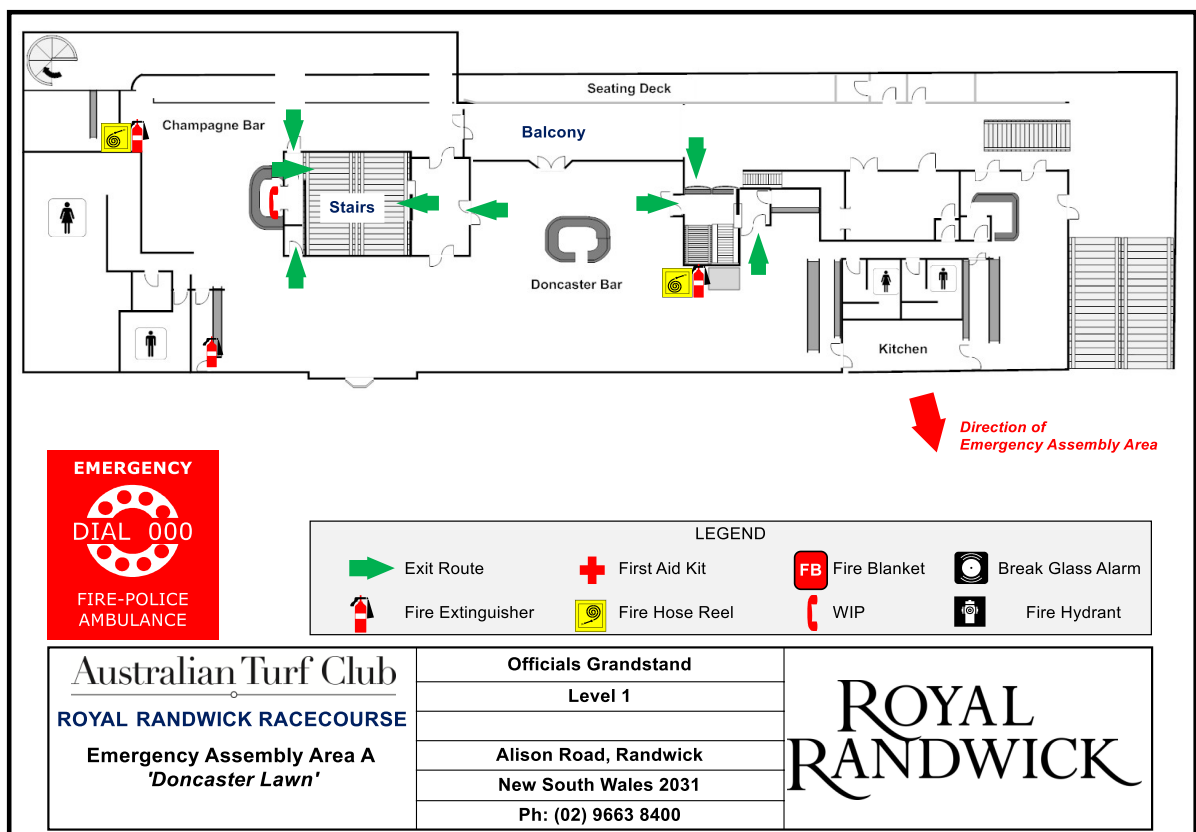 Seating Deck
Champagne Bar
Balcony
Stairs
Doncaster Bar
Kitchen
Direction of
Emergency Assembly Area
EMERGENCY
DIAL 000
FIRE-POLICE
AMBULANCE
LEGEND
Exit Route
First Aid Kit
FB
Fire Blanket
Break Glass Alarm
Fire Extinguisher
Fire Hose Reel
WIP
Fire Hydrant
Australian Turf Club
ROYAL RANDWICK RACECOURSE
Emergency Assembly Area A
'Doncaster Lawn'
Officials Grandstand
Level 1
Alison Road, Randwick
New South Wales 2031
Ph: (02) 9663 8400
ROYAL
RANDWICK